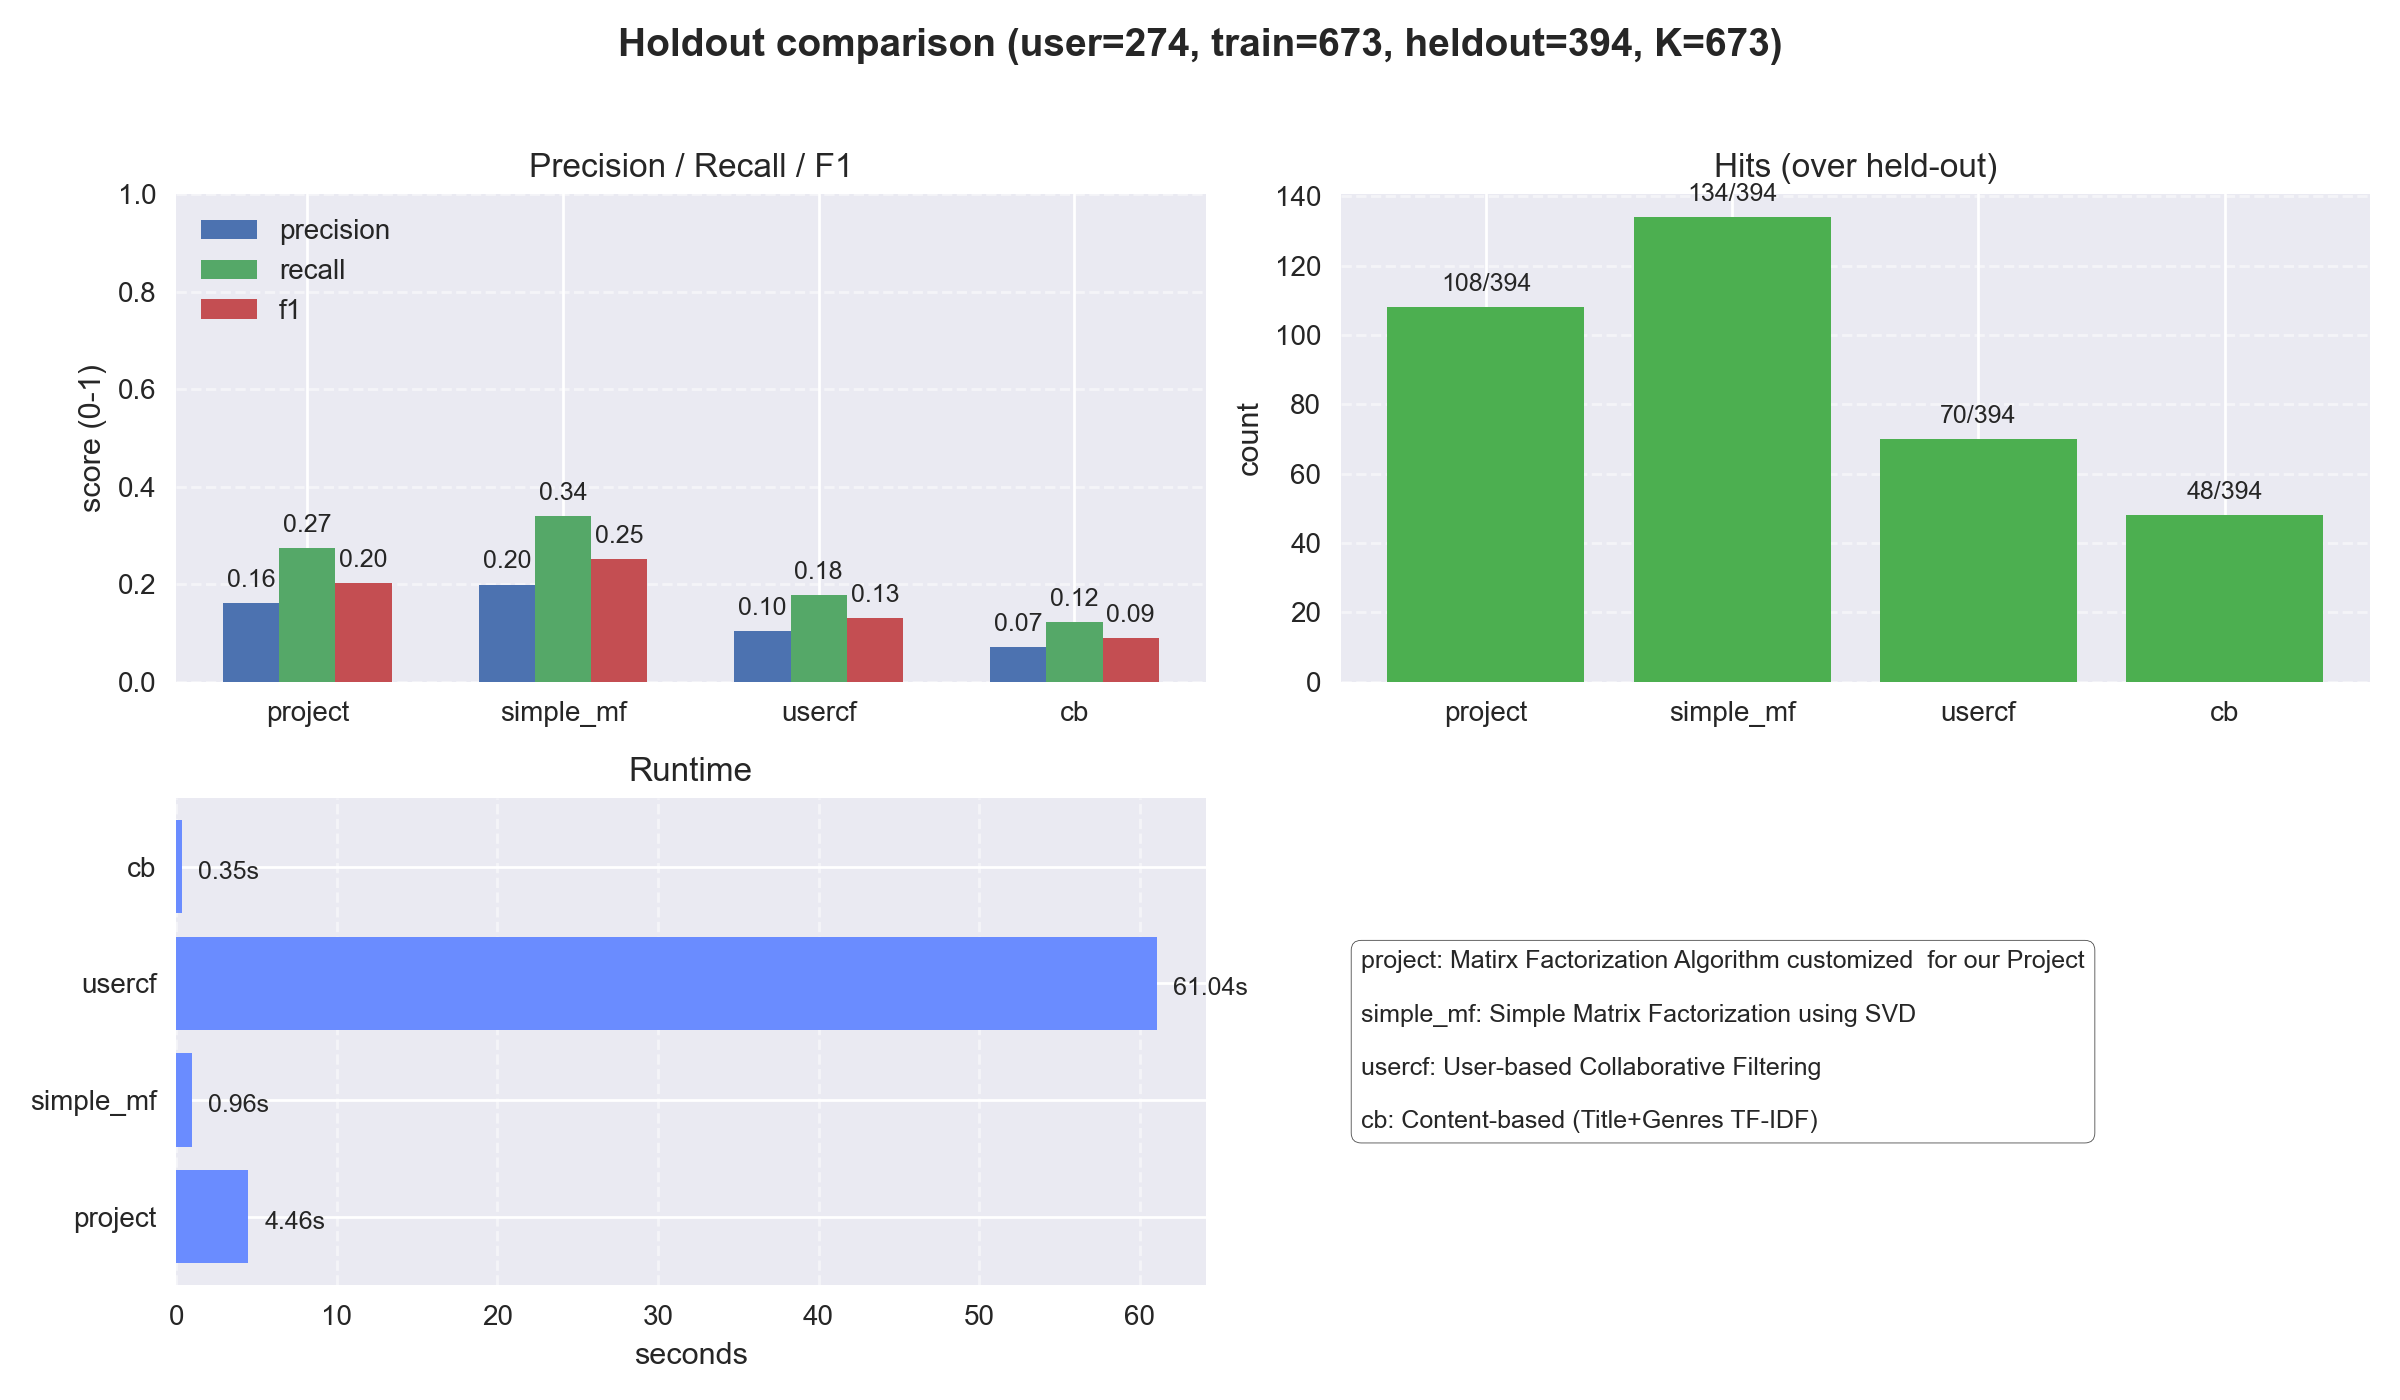 Holdout comparison (user=274, train=673, heldout=394, K=673)
Precision / Recall / F1
1.0
0.8
0.6
0.4
0.2
0.0
score (0-1)
precision
recall
f1
0.16
0.27
0.20
0.20
0.34
0.25
0.10
0.18
0.13
0.07
0.12
0.09
project
simple_mf
usercf
cb
Hits (over held-out)
140
120
100
80
60
40
20
0
count
108/394
134/394
70/394
48/394
project
simple_mf
usercf
cb
Runtime
cb
usercf
simple_mf
project
0.35s
61.04s
0.96s
4.46s
0
10
20
30
40
50
60
seconds
project: Matirx Factorization Algorithm customized  for our Project
simple_mf: Simple Matrix Factorization using SVD
usercf: User-based Collaborative Filtering
cb: Content-based (Title+Genres TF-IDF)